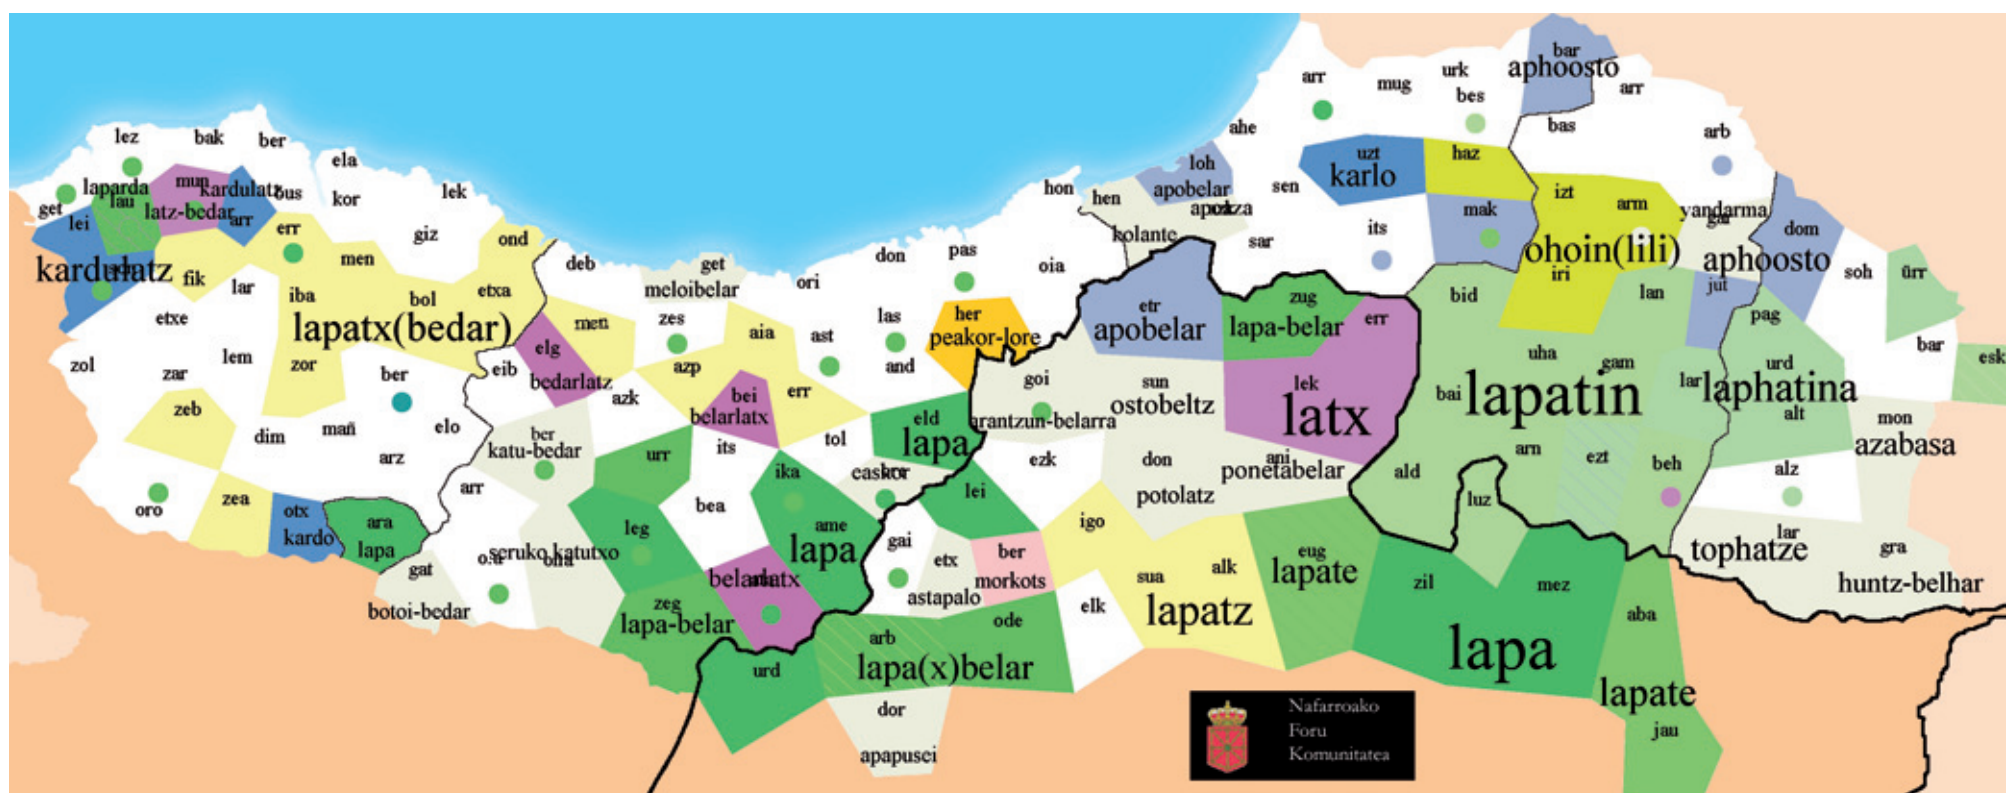 bar
aphoosto
arr
mug
urk
bes
arr
bas
arb
ahe
lez
bak
ber
ela
kor
lek
giz
get
laparda
lau
mun
latz-bedar
kardulatz
arr
lei
kardulatz
err
men
ond
fik
lar
iba
bol
etxa
lapatx(bedar)
etxe
lem
zor
zol
zar
ber
zeb
dim
mañ
elo
arz
oro
zea
otx
kardo
ara
lapa
deb
get
meloibelar
ori
don
pas
oia
hon
hen
kolante
loh
apobelar
sen
sar
uzt
karlo
haz
mak
its
izt
arm
ohoin(lili)
iri
yandarma
dom
aphoosto
jut
soh
ürr
men
zes
aia
ast
las
and
her
peakor-lore
elg
bedarlatz
eib
azk
azp
bei
belarlatx
err
tol
eld
lapa
ber
katu-bedar
urr
its
ika
caskor
arr
bea
leg
ame
lapa
seruko katutxo
gat
botoi-bedar
belarlatx
zeg
lapa-belar
urd
etr
apobelar
zug
lapa-belar
err
goi
arantzun-belarra
sun
ostobeltz
lek
latx
ezk
don
potolatz
ani
ponetabelar
lei
gai
etx
astapalo
ber
morkots
igo
sua
alk
lapatz
elk
eug
lapate
arb
ode
lapa(x)belar
dor
apapusei
bid
lan
uha
gam
bai
lapatin
lar
ald
arn
ezt
beh
luz
zil
mez
lapa
aba
lapate
jau
pag
urd
laphatina
alt
bar
esk
mon
azabasa
alz
lar
tophatze
gra
huntz-belhar
Nafarroako
Foru
Komunitatea